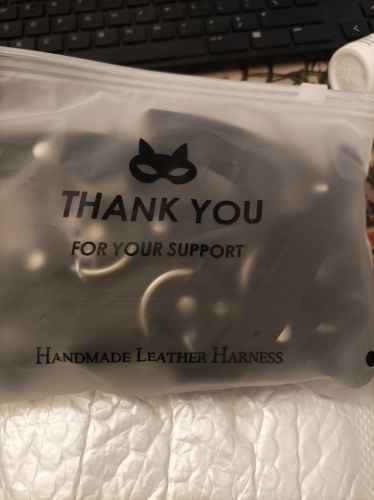 THANK YOU
FOR YOUR SUPPORT
HANDMADE LEATHER HARNESS